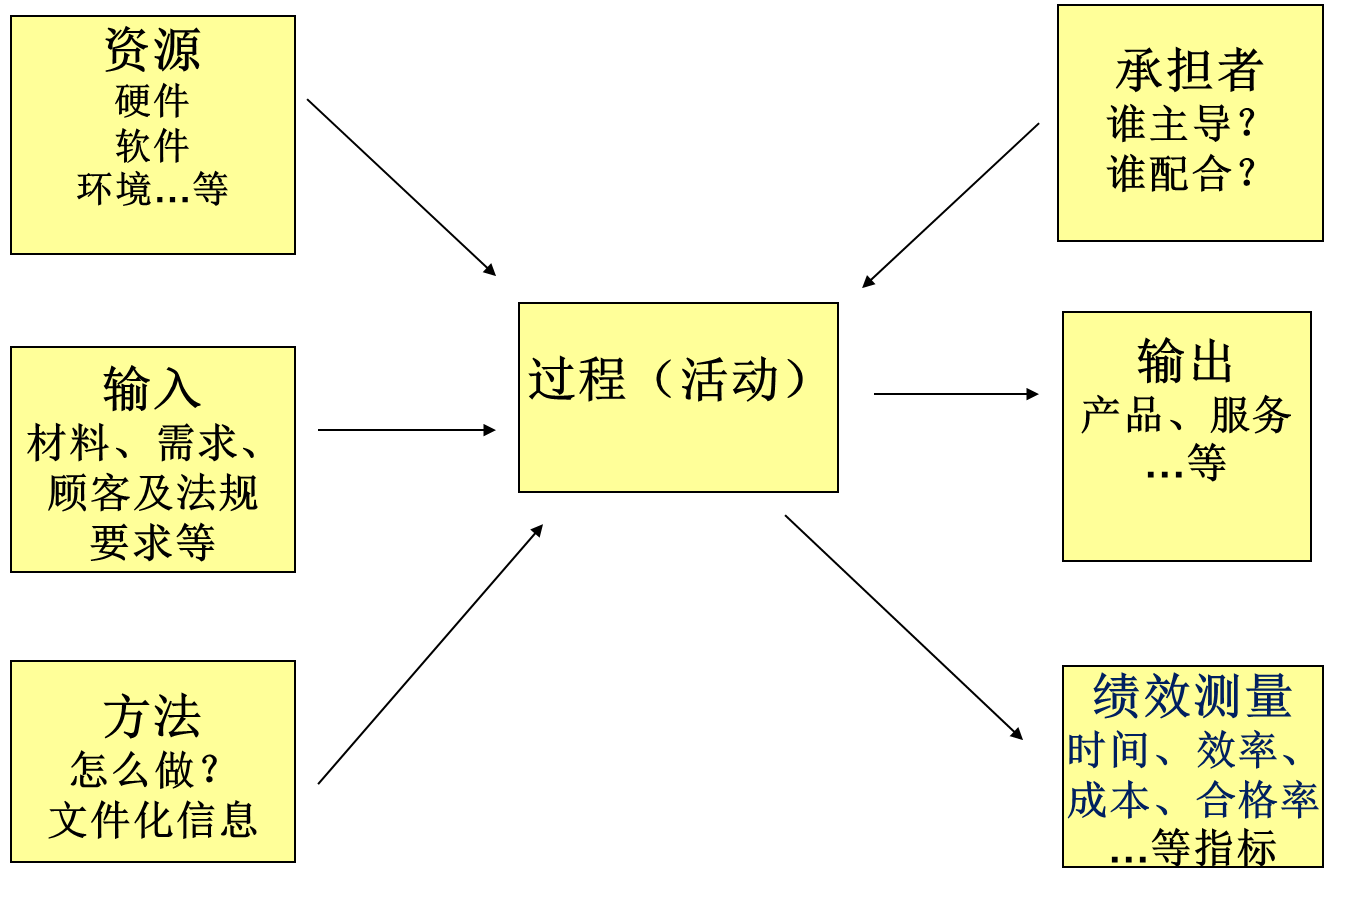 资源
硬件
软件
环境...等
承担者
谁主导？
谁配合？
过程（活动）
输入
材料、需求、
顾客及法规
要求等
输出
产品、服务
...等
方法
怎么做？
文件化信息
绩效测量
时间、效率、
成本、合格率
...等指标